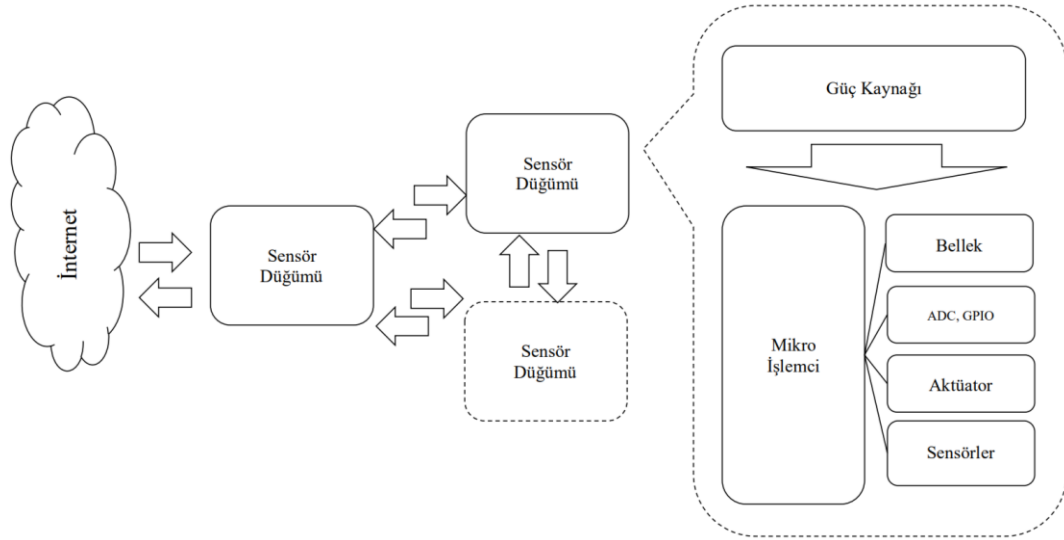 İnternet
Sensör
Düğümü
Sensör
Düğümü
Sensör
Düğümü
Güç Kaynağı
Mikro
İşlemci
Bellek
ADC, GPIO
Aktüator
Sensörler